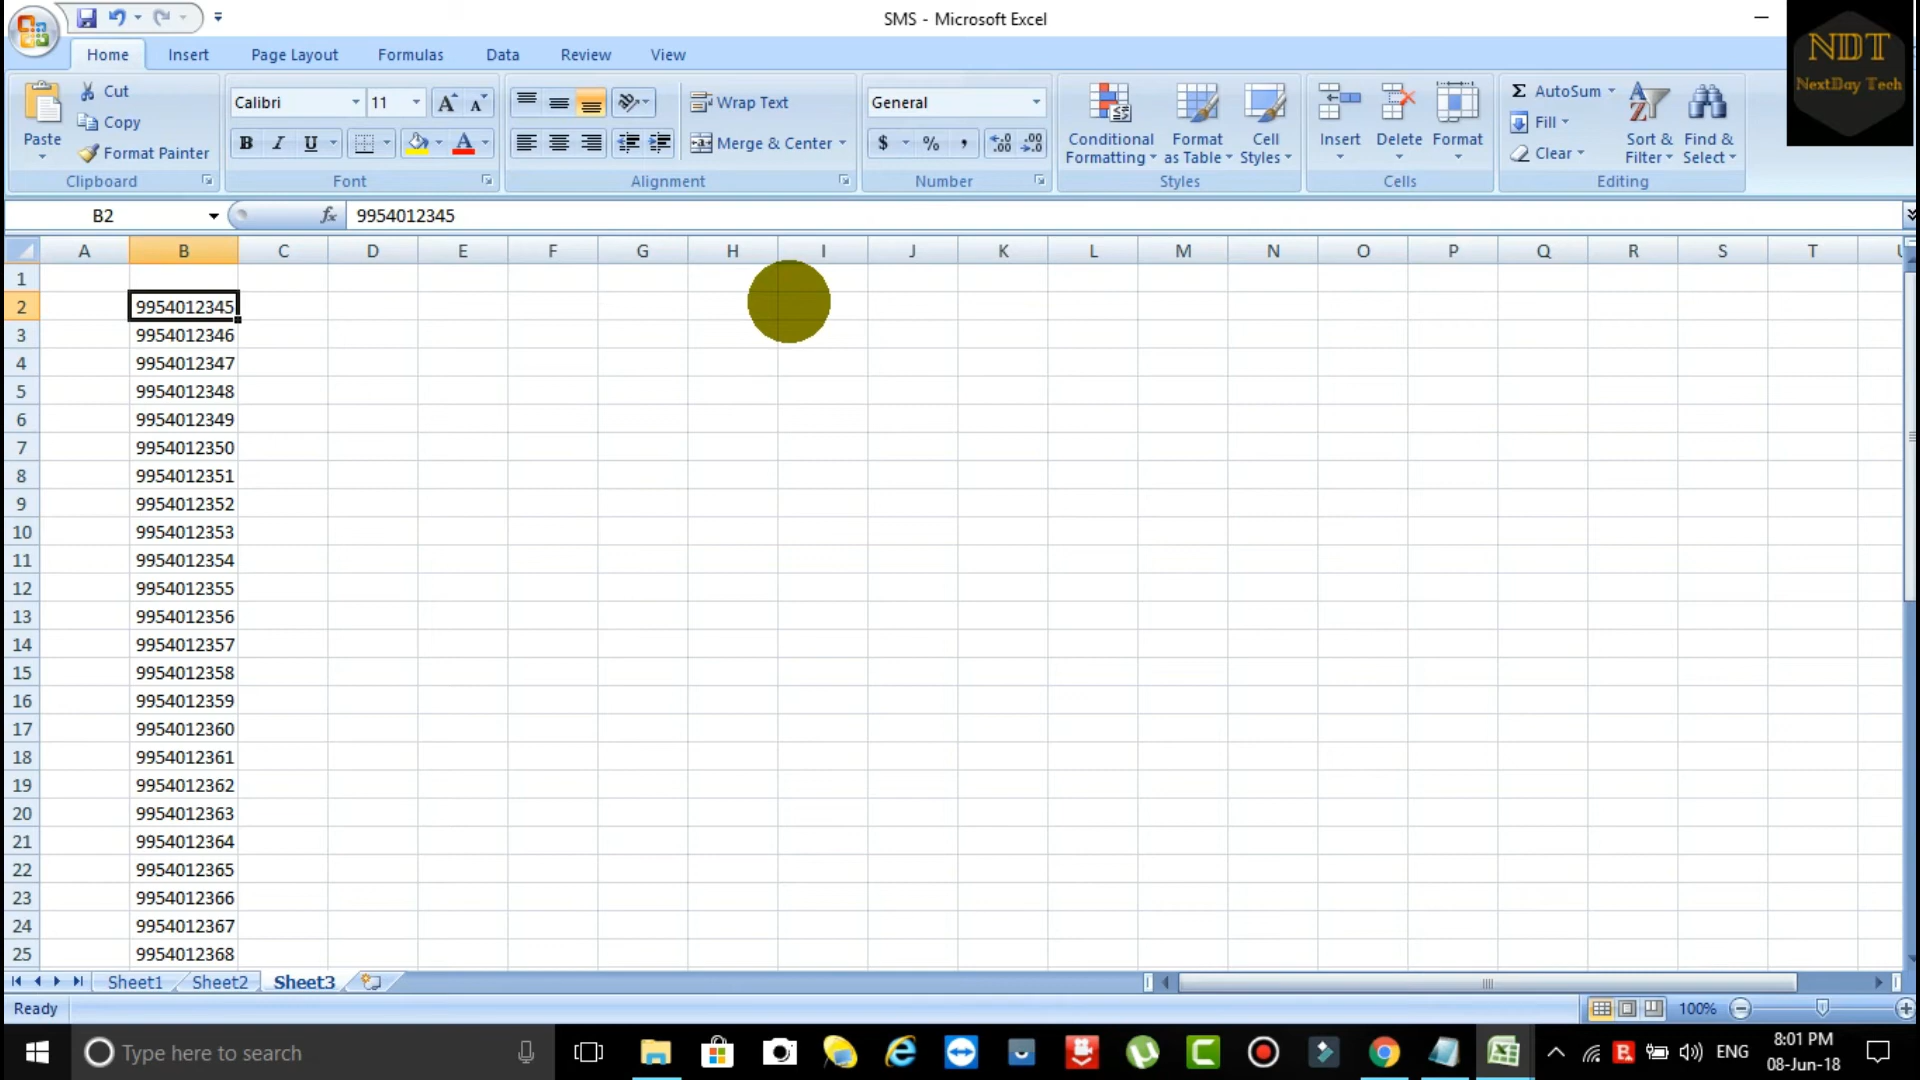 SMS - Microsoft Excel
NDT
NextDay Tech
Home Insert Page Layout Formulas Data Review View
Paste
Cut
Copy
Format Painter
Clipboard
Calibri 11
B I U
Font
Wrap Text
Merge & Center
Alignment
General
$ % ,
Number
Conditional Formatting
Format as Table
Cell Styles
Styles
Insert Delete Format
Cells
Σ AutoSum
Fill
Clear
Sort & Filter
Find & Select
Editing
B2 fx 9954012345
A B C D E F G H I J K L M N O P Q R S T U
1
2 9954012345
3 9954012346
4 9954012347
5 9954012348
6 9954012349
7 9954012350
8 9954012351
9 9954012352
10 9954012353
11 9954012354
12 9954012355
13 9954012356
14 9954012357
15 9954012358
16 9954012359
17 9954012360
18 9954012361
19 9954012362
20 9954012363
21 9954012364
22 9954012365
23 9954012366
24 9954012367
25 9954012368
Sheet1 Sheet2 Sheet3
Ready 100%
Type here to search
ENG
8:01 PM
08-Jun-18